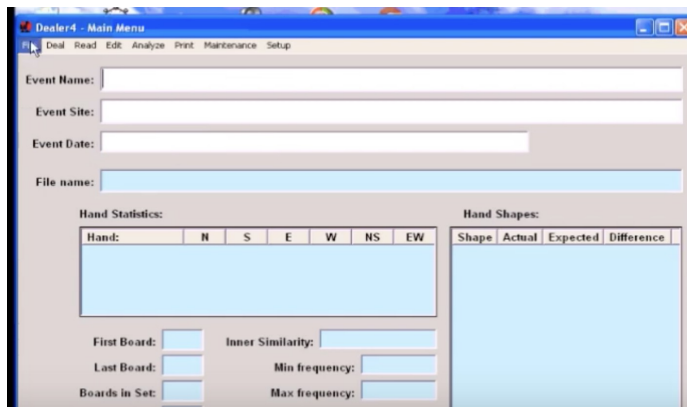 Dealer4 - Main Menu
Deal Read Edit Analyze Print Maintenance Setup
Event Name:
Event Site:
Event Date:
File name:
Hand Statistics: Hand Shapes:
Hand: N S E W NS EW Shape Actual Expected Difference
First Board: Inner Similarity:
Last Board: Min frequency:
Boards in Set: Max frequency: